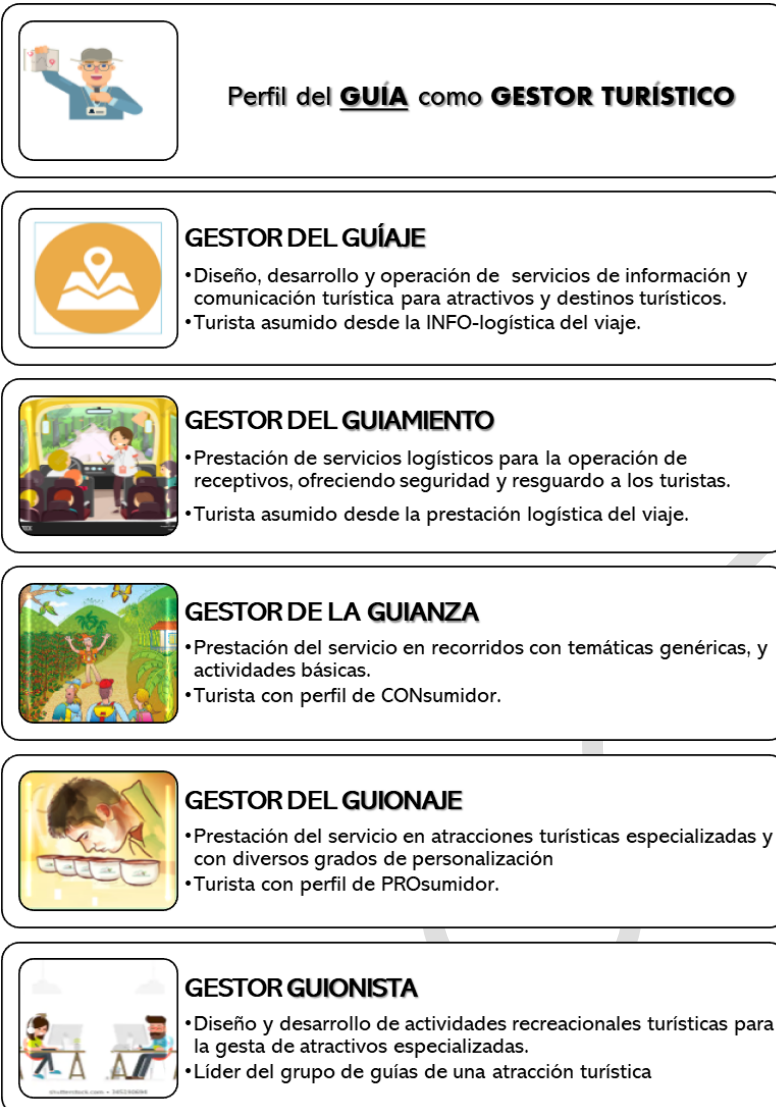 Perfil del GUÍA como GESTOR TURÍSTICO
GESTOR DEL GUÍAJE
•Diseño, desarrollo y operación de servicios de información y
comunicación turística para atractivos y destinos turísticos.
•Turista asumido desde la INFO-logística del viaje.
GESTOR DEL GUIAMIENTO
•Prestación de servicios logísticos para la operación de
receptivos, ofreciendo seguridad y resguardo a los turistas.
•Turista asumido desde la prestación logística del viaje.
GESTOR DE LA GUIANZA
•Prestación del servicio en recorridos con temáticas genéricas, y
actividades básicas.
•Turista con perfil de CONsumidor.
GESTOR DEL GUIONAJE
•Prestación del servicio en atracciones turísticas especializadas y
con diversos grados de personalización
•Turista con perfil de PROsumidor.
GESTOR GUIONISTA
•Diseño y desarrollo de actividades recreacionales turísticas para
la gesta de atractivos especializadas.
•Líder del grupo de guías de una atracción turística